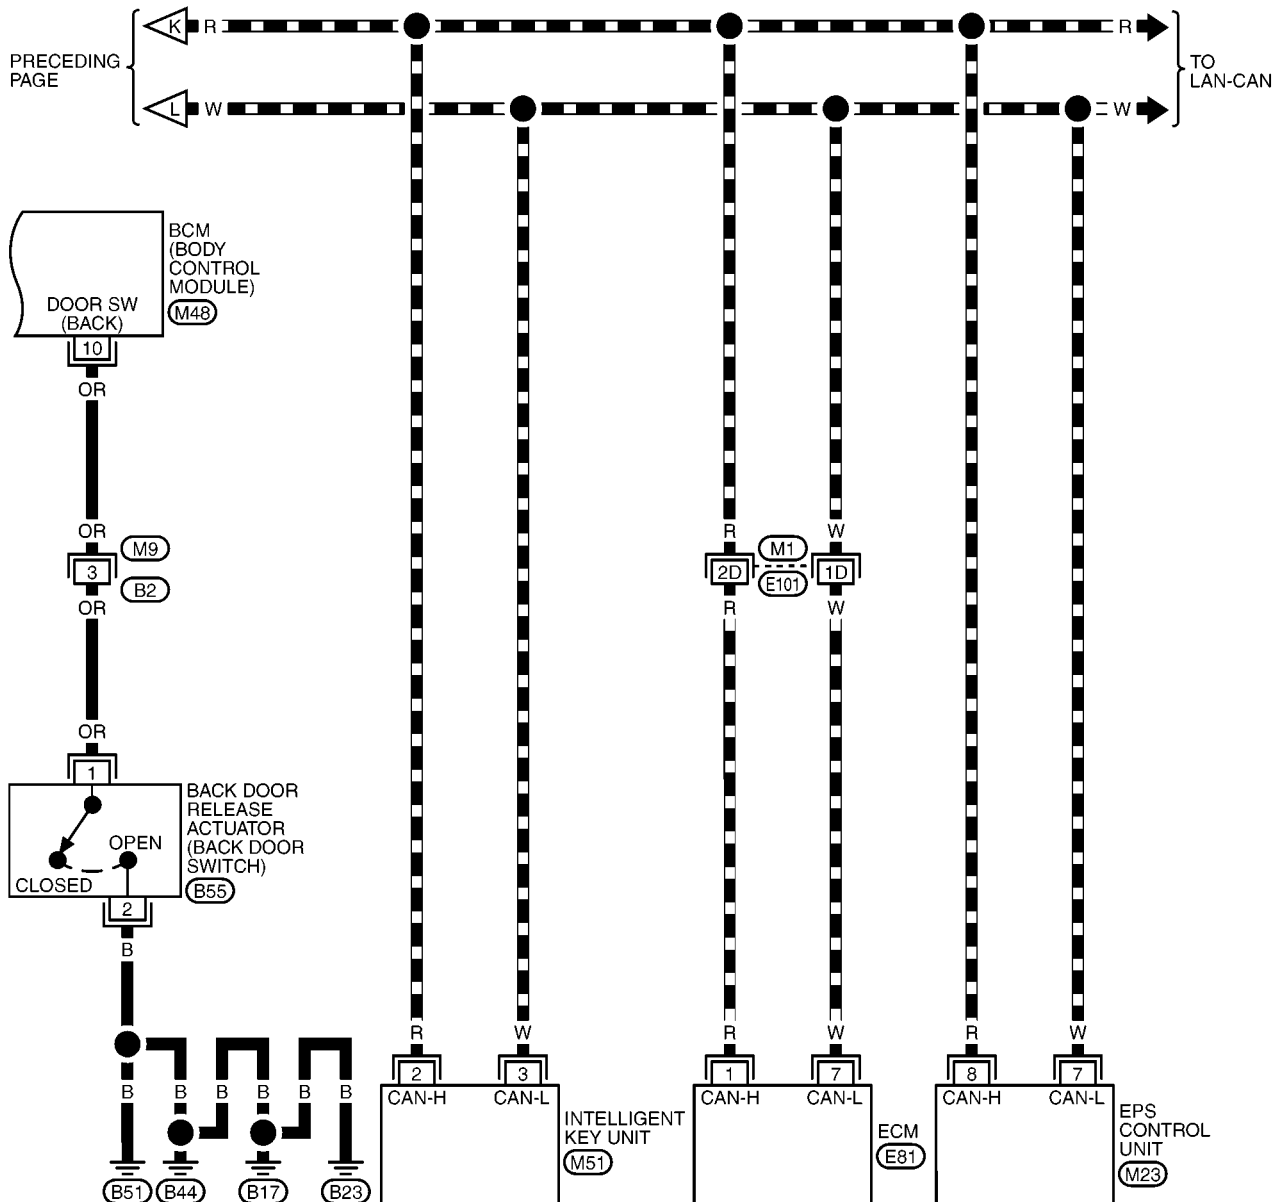 K R R
PRECEDING
PAGE
TO
LAN-CAN
L W W
BCM
(BODY
CONTROL
MODULE)
M48
DOOR SW
(BACK)
10
OR
OR R W
M9 M1
3 2D 1D
B2 E101
OR R W
OR
1
BACK DOOR
RELEASE
ACTUATOR
(BACK DOOR
SWITCH)
B55
OPEN
CLOSED
2
B
R W R W R W
2 3 1 7 8 7
CAN-H CAN-L CAN-H CAN-L CAN-H CAN-L
B B B B B
INTELLIGENT
KEY UNIT
M51
ECM
E81
EPS
CONTROL
UNIT
M23
B51 B44 B17 B23